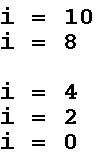 i = 10
i = 8

i = 4
i = 2
i = 0